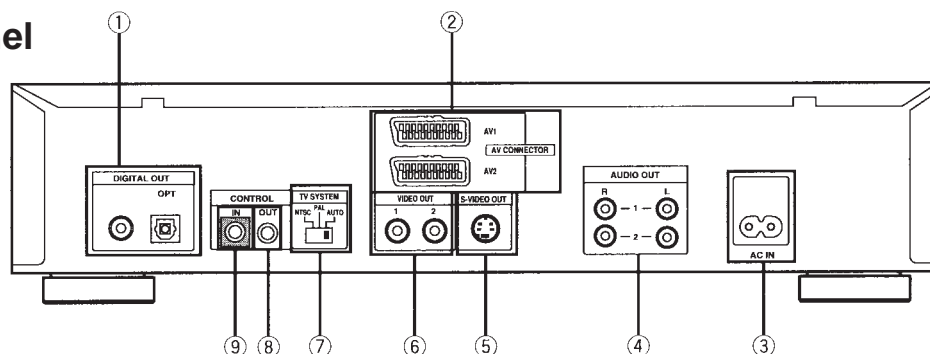 ① ②
el
AV1
AV CONNECTOR
AV2
DIGITAL OUT
OPT
CONTROL
IN OUT
TV SYSTEM
NTSC PAL AUTO
VIDEO OUT
1 2
S-VIDEO OUT
AUDIO OUT
R L
1
2
AC IN
⑨ ⑧ ⑦ ⑥ ⑤ ④ ③